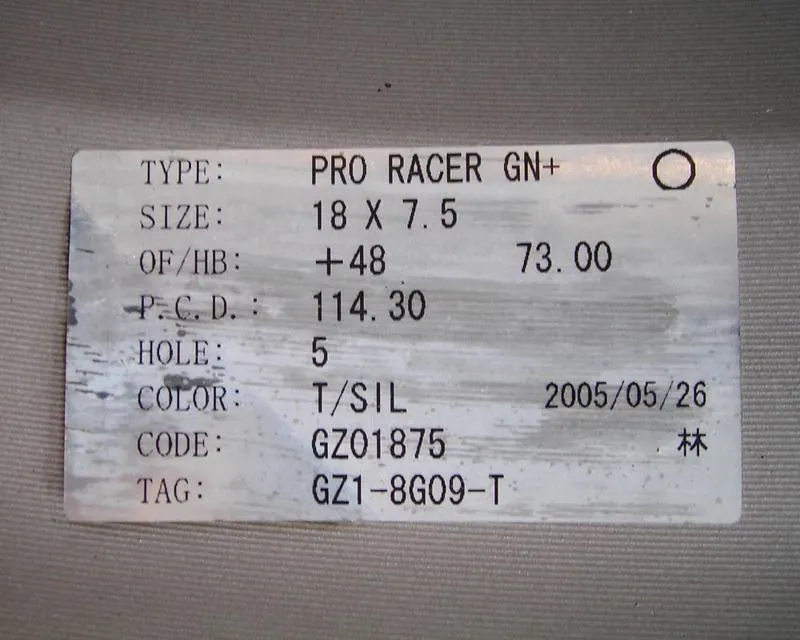 TYPE: PRO RACER GN+ ○
SIZE: 18 X 7.5
OF/HB: +48 73.00
P.C.D.: 114.30
HOLE: 5
COLOR: T/SIL 2005/05/26
CODE: GZ01875 林
TAG: GZ1-8G09-T